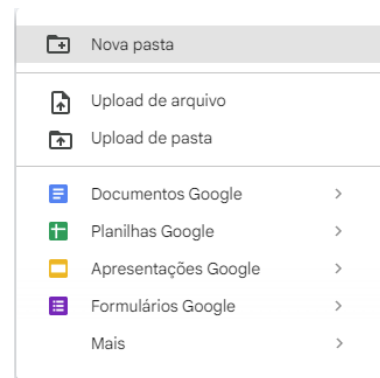 Nova pasta
Upload de arquivo
Upload de pasta
Documentos Google
Planilhas Google
Apresentações Google
Formulários Google
Mais